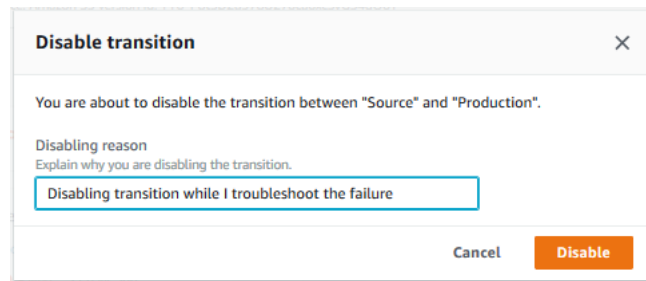 Disable transition
You are about to disable the transition between "Source" and "Production".
Disabling reason
Explain why you are disabling the transition.
Disabling transition while I troubleshoot the failure
Cancel Disable